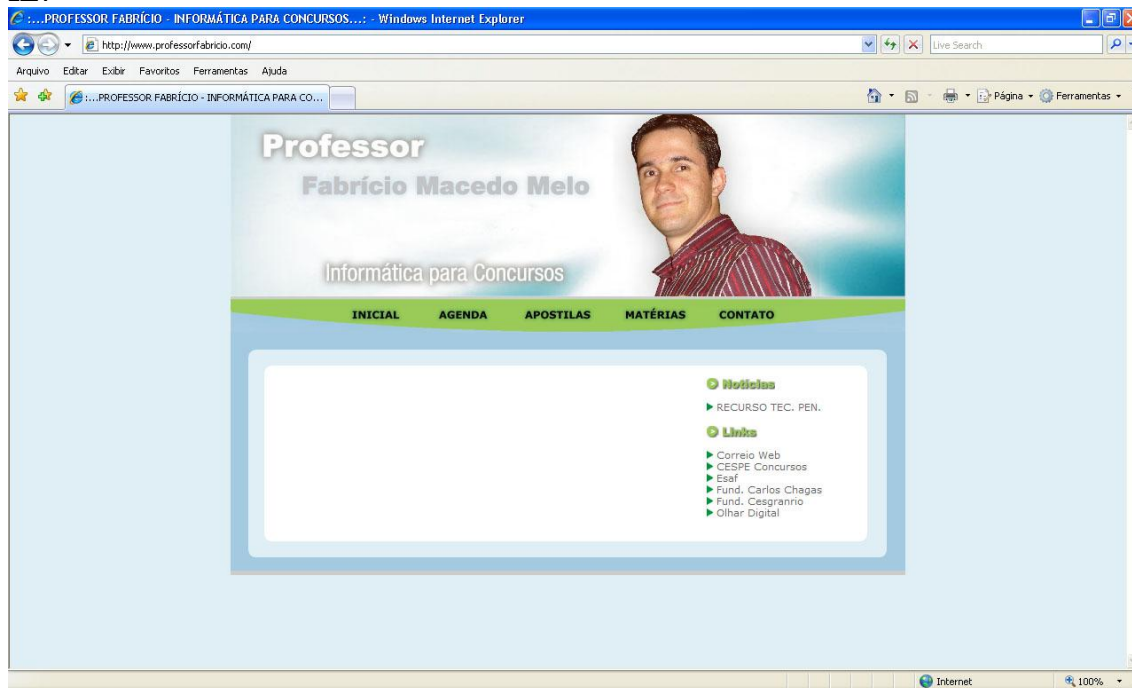 :...PROFESSOR FABRÍCIO - INFORMÁTICA PARA CONCURSOS...: - Windows Internet Explorer
http://www.professorfabricio.com/
Live Search
Arquivo Editar Exibir Favoritos Ferramentas Ajuda
:...PROFESSOR FABRÍCIO - INFORMÁTICA PARA CO...
Página Ferramentas
Professor
Fabrício Macedo Melo
Informática para Concursos
INICIAL AGENDA APOSTILAS MATÉRIAS CONTATO
Notícias
RECURSO TEC. PEN.
Links
Correio Web
CESPE Concursos
Esaf
Fund. Carlos Chagas
Fund. Cesgranrio
Olhar Digital
Internet 100%